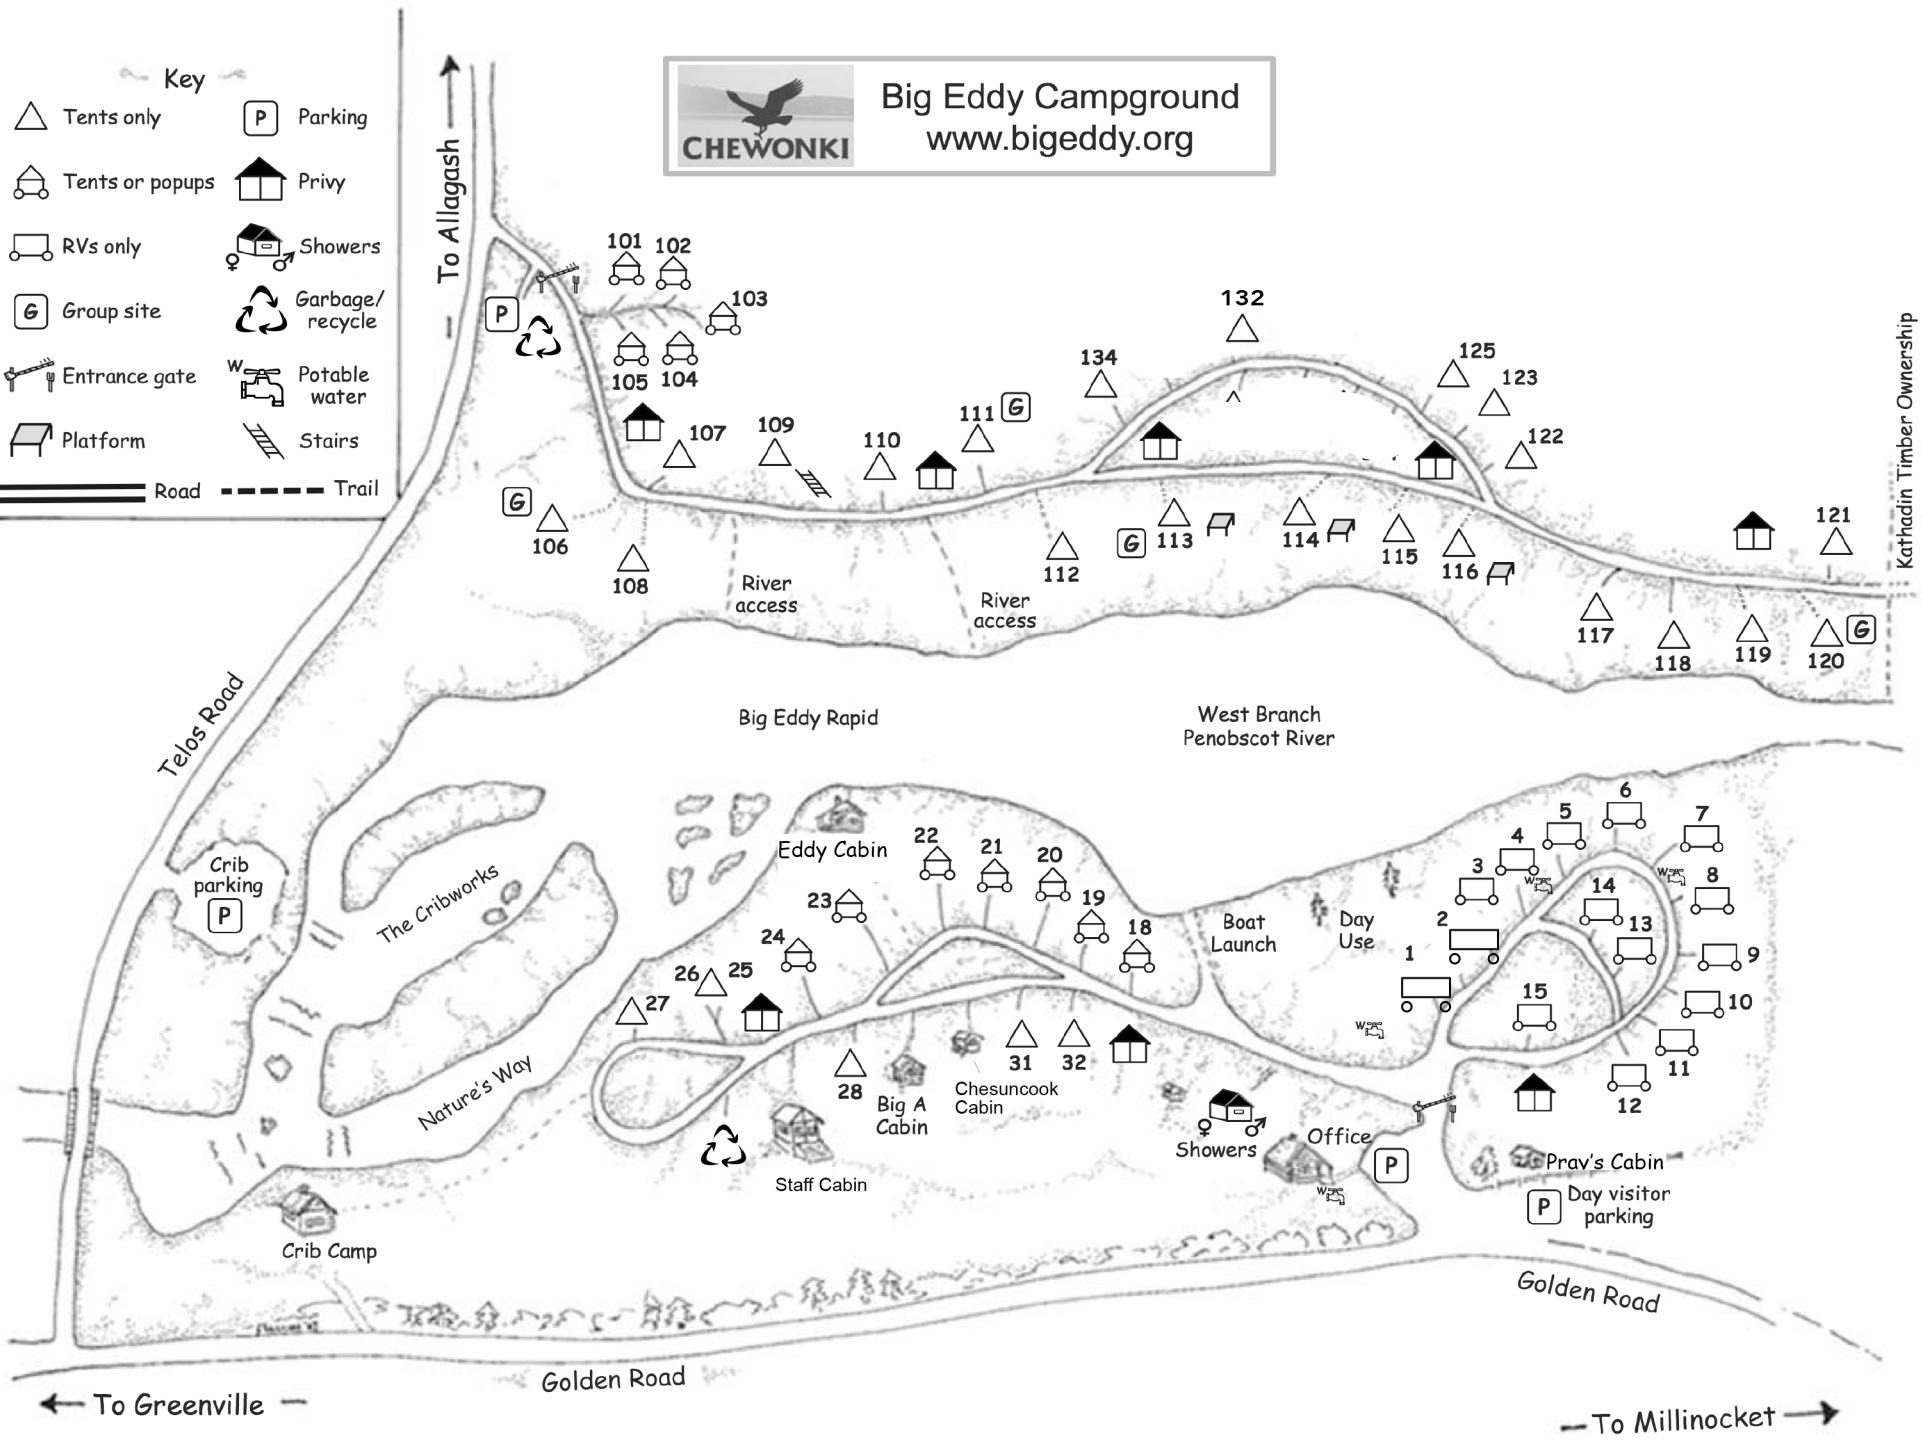 Key
Tents only
Parking
P
Tents or popups
Privy
RVs only
Showers
G
Group site
Garbage/
recycle
Entrance gate
W
Potable
water
Platform
Stairs
Road
Trail
To Allagash
CHEWONKI
Big Eddy Campground
www.bigeddy.org
101
102
103
P
105
104
132
134
125
123
122
Kathadin Timber Ownership
107
109
110
111
G
G
106
108
River
access
River
access
112
G
113
114
115
116
121
117
118
119
120
G
Telos Road
Big Eddy Rapid
West Branch
Penobscot River
Crib
parking
P
The Cribworks
Nature's Way
Eddy Cabin
22
21
20
19
18
23
24
25
26
27
28
31
32
Big A
Cabin
Chesuncook
Cabin
Staff Cabin
Boat
Launch
Day
Use
1
2
3
4
5
6
7
8
9
10
11
12
13
14
15
W
W
W
Showers
Office
W
P
Prav's Cabin
P
Day visitor
parking
Crib Camp
Golden Road
Golden Road
To Greenville
To Millinocket